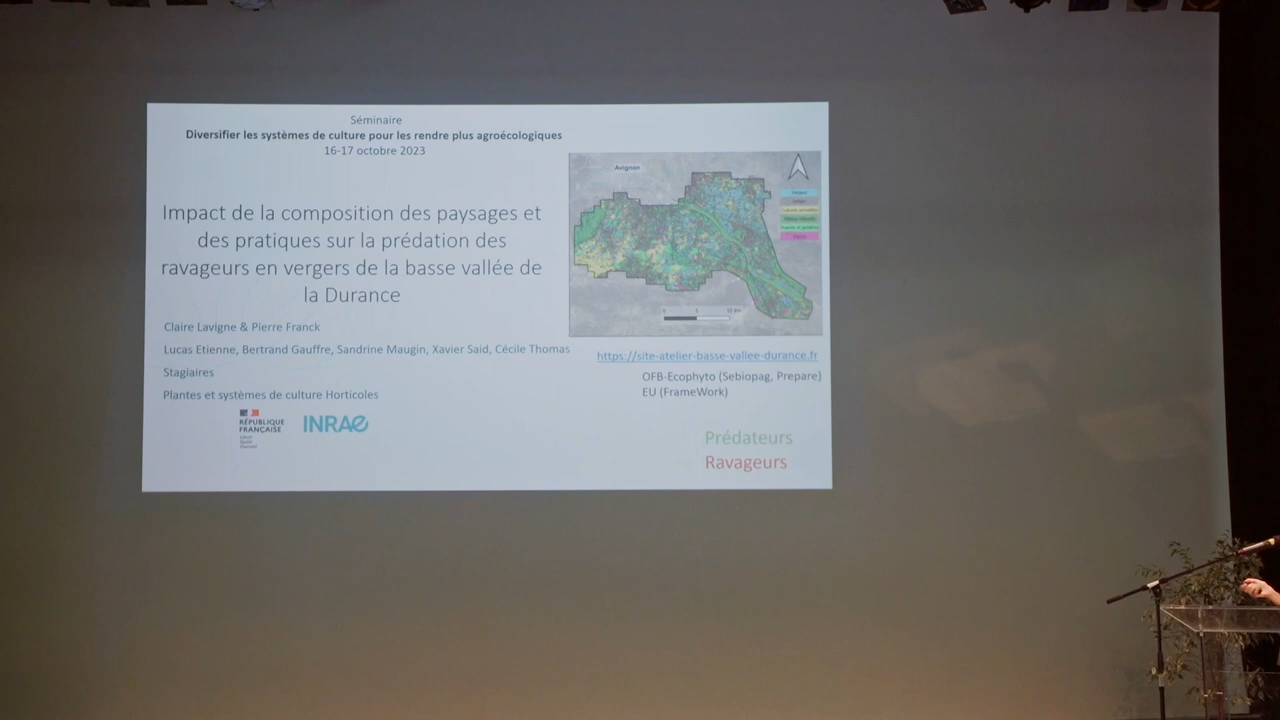 Séminaire
Diversifier les systèmes de culture pour les rendre plus agroécologiques
16-17 octobre 2023
Avignon
Impact de la composition des paysages et
des pratiques sur la prédation des
ravageurs en vergers de la basse vallée de
la Durance
Claire Lavigne & Pierre Franck
Lucas Etienne, Bertrand Gauffre, Sandrine Maugin, Xavier Said, Cécile Thomas
Stagiaires
Plantes et systèmes de culture Horticoles
RÉPUBLIQUE
FRANÇAISE
INRAE
https://site-atelier-basse-vallee-durance.fr
OFB-Ecophyto (Sebiopag, Prepare)
EU (FrameWork)
Prédateurs
Ravageurs